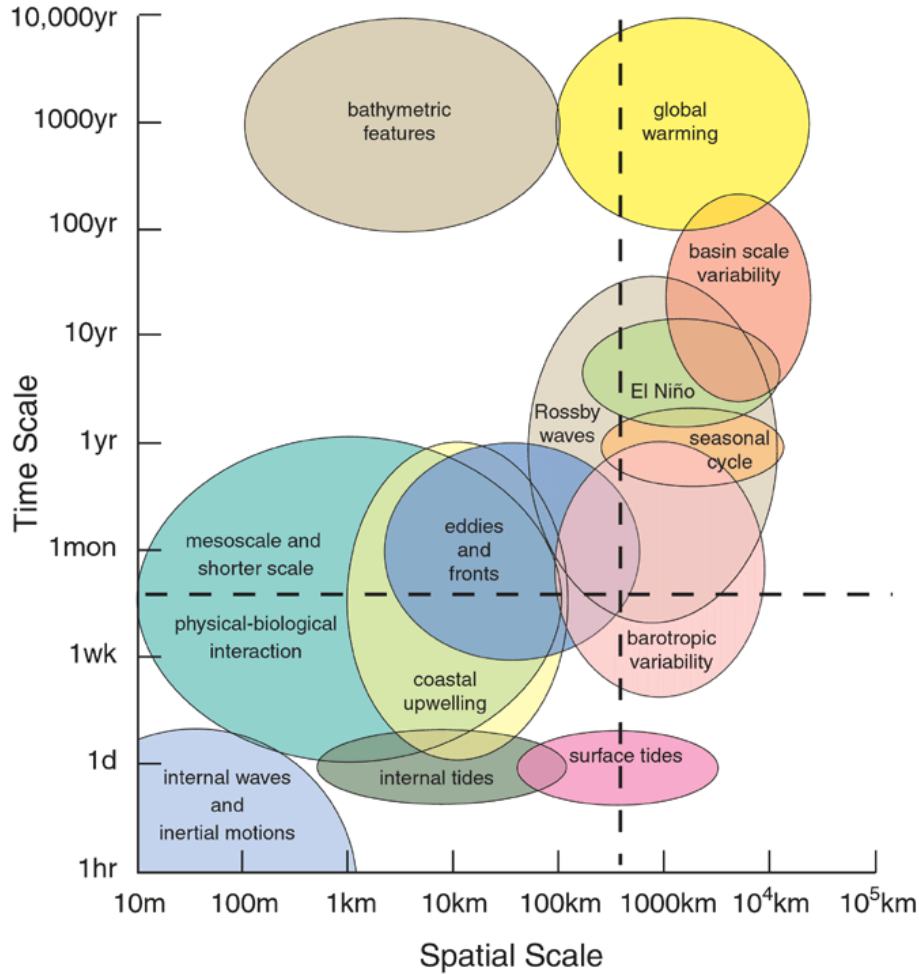 10,000yr
1000yr
100yr
10yr
1yr
1mon
1wk
1d
1hr
Time Scale
bathymetric
features
global
warming
basin scale
variability
El Niño
Rossby
waves
seasonal
cycle
mesoscale and
shorter scale
physical-biological
interaction
eddies
and
fronts
coastal
upwelling
barotropic
variability
internal waves
and
inertial motions
internal tides
surface tides
10m
100m
1km
10km
100km
1000km
10⁴km
10⁵km
Spatial Scale